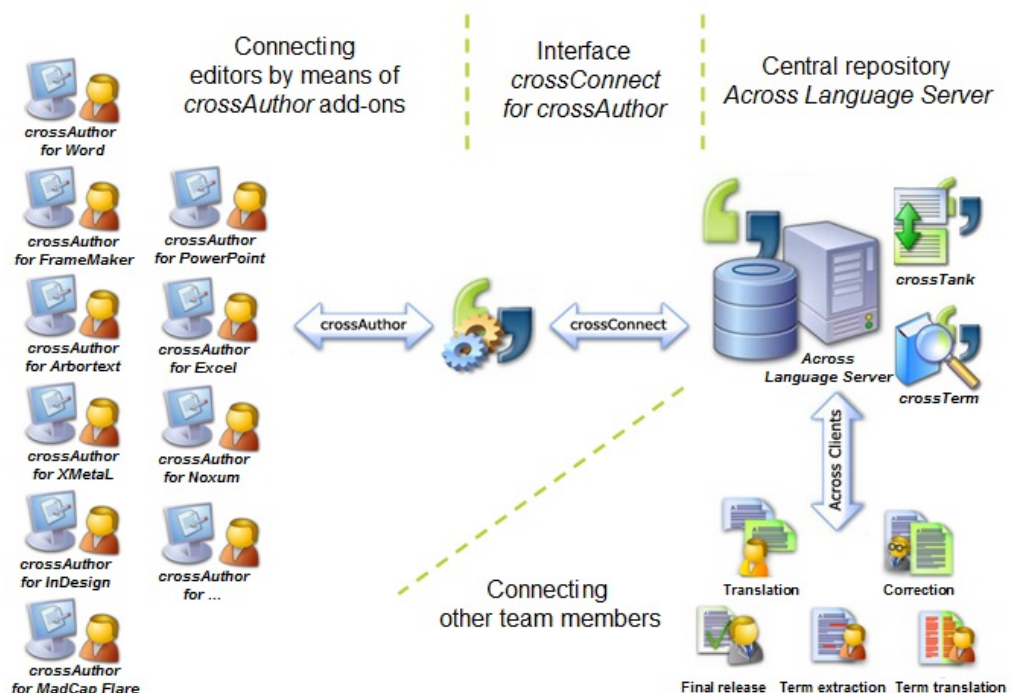 Connecting
editors by means of
crossAuthor add-ons
Interface
crossConnect
for crossAuthor
Central repository
Across Language Server
crossAuthor
for Word
crossAuthor
for FrameMaker
crossAuthor
for PowerPoint
crossAuthor
for Arbortext
crossAuthor
for Excel
crossAuthor
for XMetaL
crossAuthor
for Noxum
crossAuthor
for InDesign
crossAuthor
for ...
crossAuthor
for MadCap Flare
crossAuthor
crossConnect
Across
Language Server
crossTank
crossTerm
Across Clients
Connecting
other team members
Translation
Correction
Final release
Term extraction
Term translation